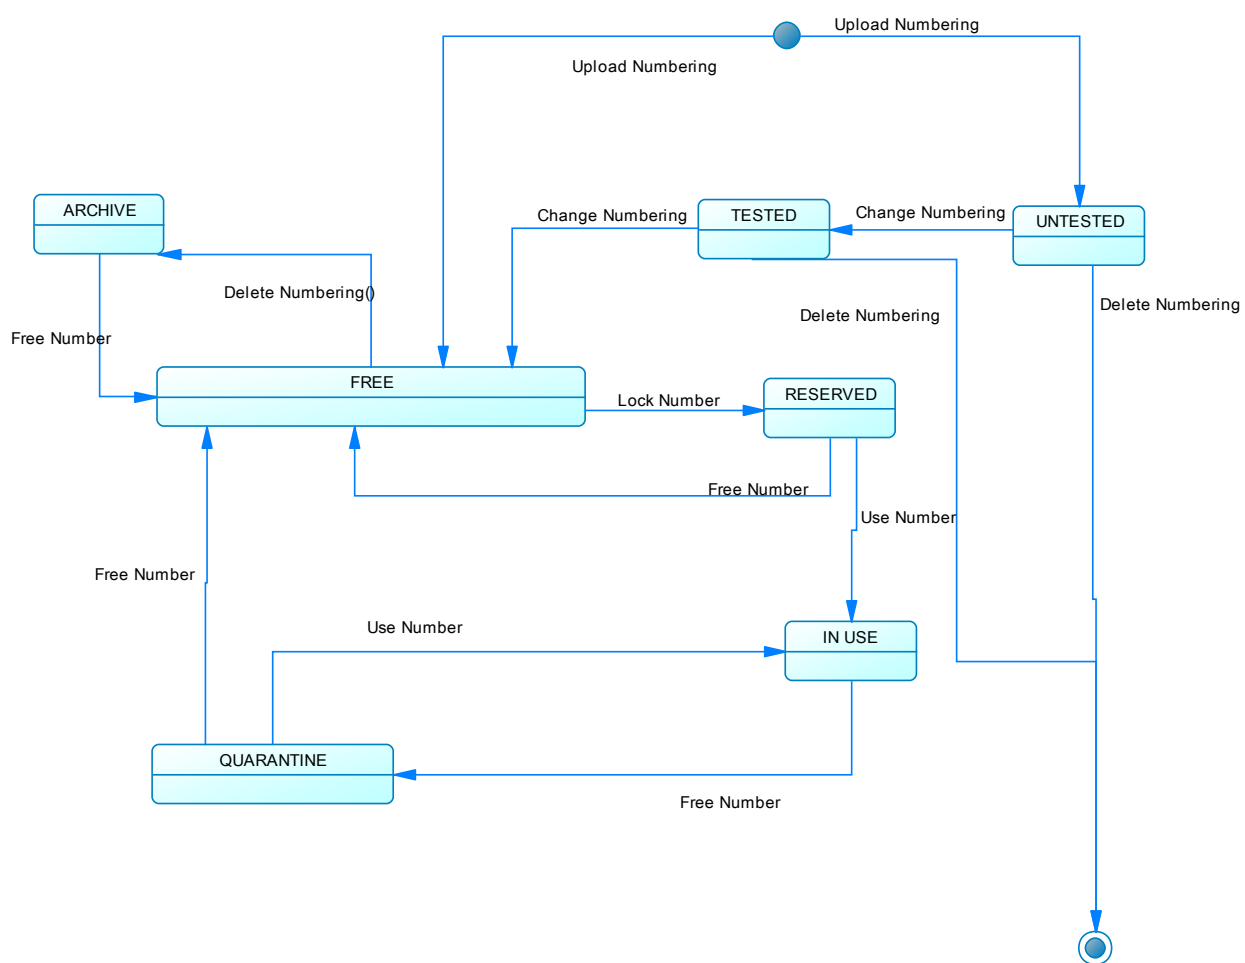 Upload Numbering
Upload Numbering
ARCHIVE
TESTED
UNTESTED
Change Numbering
Change Numbering
Delete Numbering()
Delete Numbering
Delete Numbering
Free Number
FREE
RESERVED
Lock Number
Free Number
Use Number
Free Number
Use Number
IN USE
QUARANTINE
Free Number